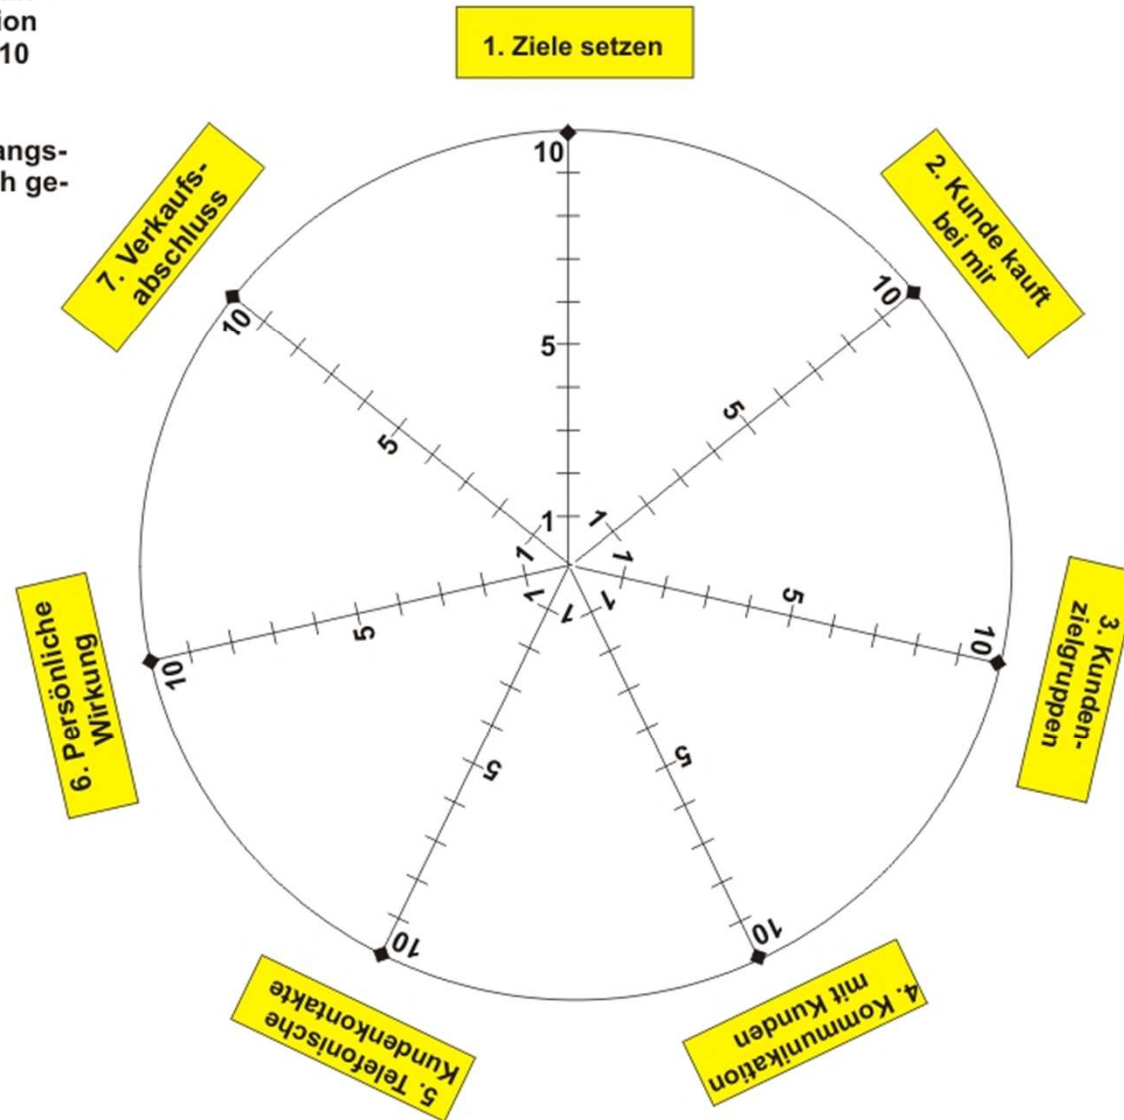 ion
10
angs-
h ge-
1. Ziele setzen
2. Kunde kauft
bei mir
3. Kunden-
zielgruppen
4. Kommunikation
mit Kunden
5. Telefonische
Kundenkontakte
6. Persönliche
Wirkung
7. Verkaufs-
abschluss
10
5
1
10
5
1
10
5
1
10
5
1
10
5
1
10
5
1
10
5
1